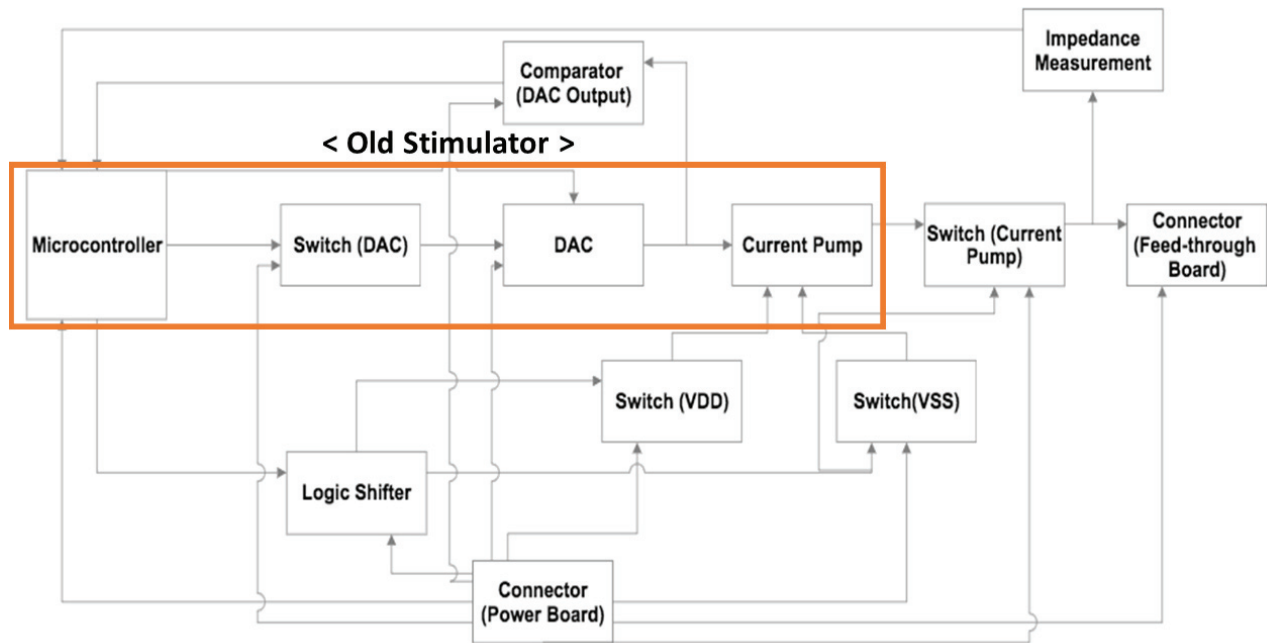 Impedance
Measurement
Comparator
(DAC Output)
< Old Stimulator >
Microcontroller
Switch (DAC)
DAC
Current Pump
Switch (Current
Pump)
Connector
(Feed-through
Board)
Switch (VDD)
Switch(VSS)
Logic Shifter
Connector
(Power Board)